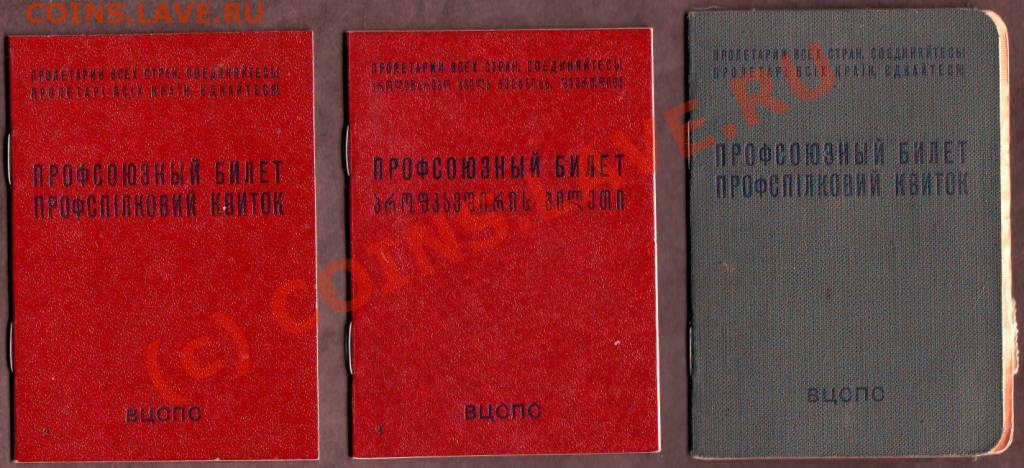 COINS.LAVE.RU
ПРОЛЕТАРИИ ВСЕХ СТРАН, СОЕДИНЯЙТЕСЬ!
ПРОЛЕТАРІ ВСІХ КРАЇН, ЄДНАЙТЕСЯ!
ПРОФСОЮЗНЫЙ БИЛЕТ
ПРОФСПІЛКОВИЙ КВИТОК
ВЦСПС
ПРОЛЕТАРИИ ВСЕХ СТРАН, СОЕДИНЯЙТЕСЬ!
ПРОФСОЮЗНЫЙ БИЛЕТ
პროფკავშირის ბილეთი
ВЦСПС
ПРОЛЕТАРИИ ВСЕХ СТРАН, СОЕДИНЯЙТЕСЬ!
ПРОЛЕТАРІ ВСІХ КРАЇН, ЄДНАЙТЕСЯ!
ПРОФСОЮЗНЫЙ БИЛЕТ
ПРОФСПІЛКОВИЙ КВИТОК
ВЦСПС
(c) COINS.LAVE.RU